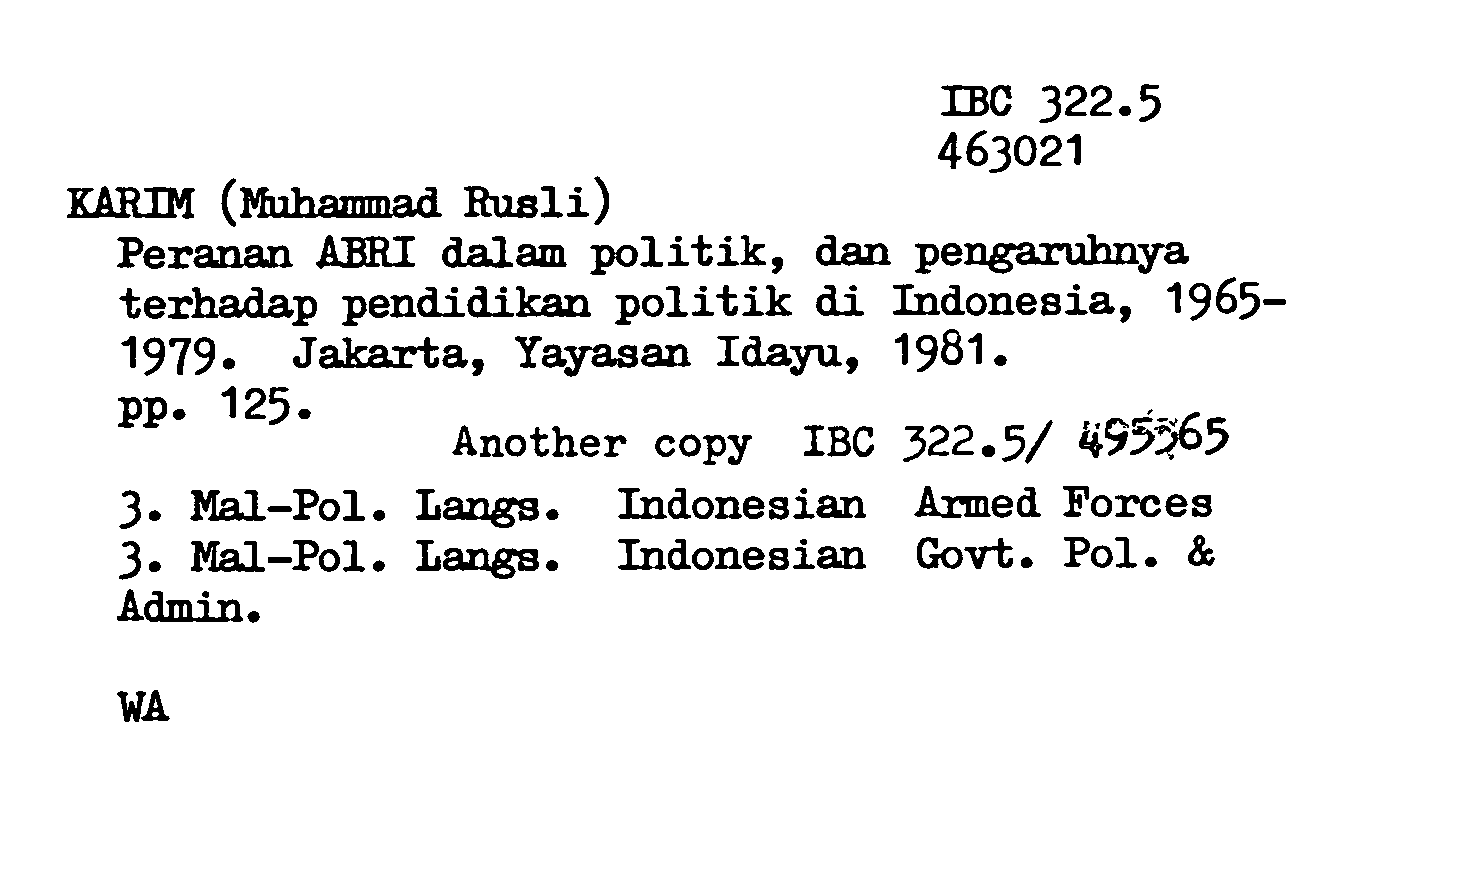 IBC 322.5
463021
KARIM (Muhammad Rusli)
Peranan ABRI dalam politik, dan pengaruhnya
terhadap pendidikan politik di Indonesia, 1965-
1979. Jakarta, Yayasan Idayu, 1981.
pp. 125.
Another copy IBC 322.5/
3. Mal-Pol. Langs. Indonesian Armed Forces
3. Mal-Pol. Langs. Indonesian Govt. Pol. &
Admin.
WA